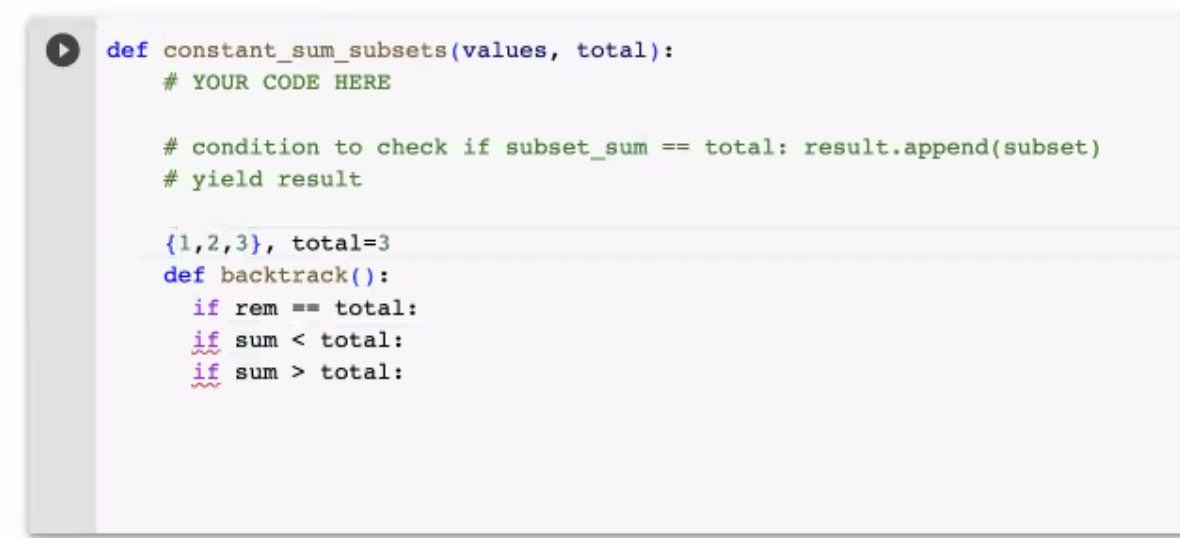 def constant_sum_subsets(values, total):
    # YOUR CODE HERE

    # condition to check if subset_sum == total: result.append(subset)
    # yield result

    {1,2,3}, total=3
    def backtrack():
      if rem == total:
      if sum < total:
      if sum > total: